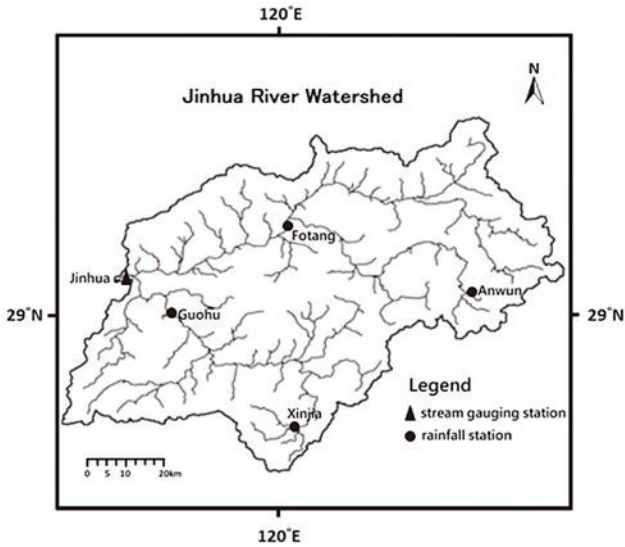 120°E
N
Jinhua River Watershed
Fotang
Jinhua
Anwun
29°N
Guohu
29°N
Legend
Xinjia
stream gauging station
rainfall station
0 5 10 20km
120°E